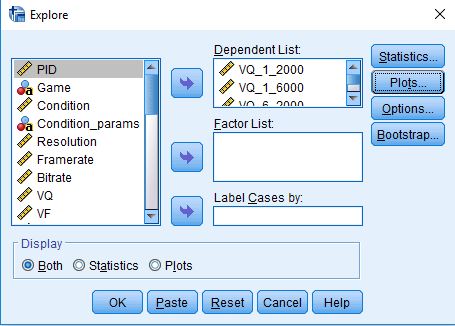 Explore
PID
Game
Condition
Condition_params
Resolution
Framerate
Bitrate
VQ
VF
Dependent List:
VQ_1_2000
VQ_1_6000
VQ_6_2000
Factor List:
Label Cases by:
Statistics...
Plots...
Options...
Bootstrap...
Display
Both
Statistics
Plots
OK
Paste
Reset
Cancel
Help